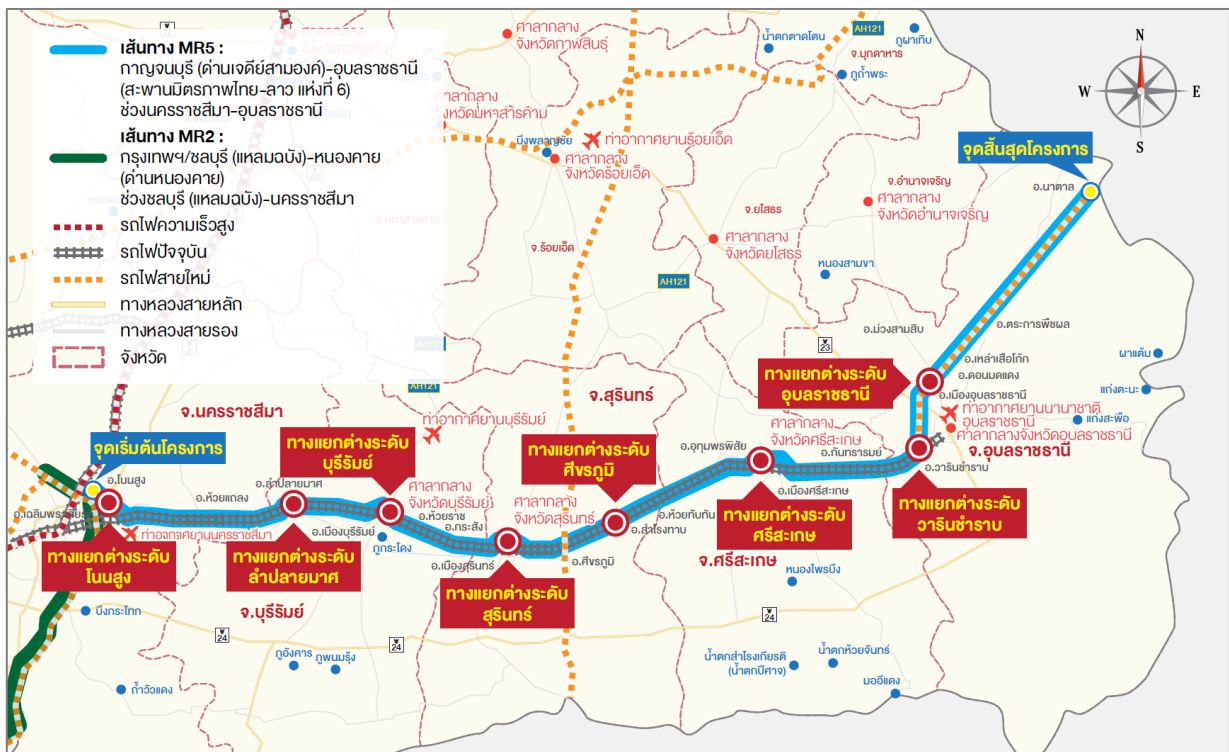 เส้นทาง MR5 :
กาญจนบุรี (ด่านเจดีย์สามองค์)-อุบลราชธานี
(สะพานมิตรภาพไทย-ลาว แห่งที่ 6)
ช่วงนครราชสีมา-อุบลราชธานี
เส้นทาง MR2 :
กรุงเทพฯ/ชลบุรี (แหลมฉบัง)-หนองคาย
(ด่านหนองคาย)
ช่วงชลบุรี (แหลมฉบัง)-นครราชสีมา
รถไฟความเร็วสูง
รถไฟปัจจุบัน
รถไฟสายใหม่
ทางหลวงสายหลัก
ทางหลวงสายรอง
จังหวัด
ศาลากลาง
จังหวัดกาฬสินธุ์
น้ำตกตาดโตน
AH121
ภูผาเทิบ
จ.มุกดาหาร
ภูถ้ำพระ
N
W
E
S
ศาลากลาง
จังหวัดมหาสารคาม
บึงพลาญชัย
ท่าอากาศยานร้อยเอ็ด
ศาลากลาง
จังหวัดร้อยเอ็ด
จุดสิ้นสุดโครงการ
อ.นาตาล
จ.อำนาจเจริญ
ศาลากลาง
จังหวัดอำนาจเจริญ
จ.ยโสธร
ศาลากลาง
จังหวัดยโสธร
จ.ร้อยเอ็ด
จ.มหาสารคาม
หนองสามขา
AH121
อ.ตระการพืชผล
อ.ม่วงสามสิบ
23
อ.เหล่าเสือโก้ก
อ.ดอนมดแดง
ผาแต้ม
แก่งตะนะ
แก่งสะพือ
AH121
AH121
ทางแยกต่างระดับ
อุบลราชธานี
อ.เมืองอุบลราชธานี
ท่าอากาศยานนานาชาติ
อุบลราชธานี
ศาลากลางจังหวัดอุบลราชธานี
จ.อุบลราชธานี
จ.สุรินทร์
จ.นครราชสีมา
ท่าอากาศยานบุรีรัมย์
จุดเริ่มต้นโครงการ
ทางแยกต่างระดับ
บุรีรัมย์
ทางแยกต่างระดับ
ศีขรภูมิ
ศาลากลาง
จังหวัดศรีสะเกษ
อ.อุทุมพรพิสัย
อ.กันทรารมย์
อ.วารินชำราบ
อ.โนนสูง
อ.ห้วยแถลง
อ.ลำปลายมาศ
ศาลากลาง
จังหวัดบุรีรัมย์
ศาลากลาง
จังหวัดสุรินทร์
อ.เมืองศรีสะเกษ
อ.ห้วยทับทัน
อ.สำโรงทาบ
อ.ห้วยราช
อ.กระสัง
อ.เมืองบุรีรัมย์
ภูกระโดง
ท่าอากาศยานนครราชสีมา
ทางแยกต่างระดับ
โนนสูง
ทางแยกต่างระดับ
ลำปลายมาศ
อ.เมืองสุรินทร์
อ.ศีขรภูมิ
ทางแยกต่างระดับ
สุรินทร์
ทางแยกต่างระดับ
ศรีสะเกษ
ทางแยกต่างระดับ
วารินชำราบ
จ.ศรีสะเกษ
หนองไพรบึง
จ.บุรีรัมย์
บึงกระโทก
24
24
24
ภูอังคาร
ภูพนมรุ้ง
ถ้ำวัวแดง
น้ำตกสำโรงเกียรติ
(น้ำตกปีศาจ)
น้ำตกห้วยจันทร์
มออีแดง